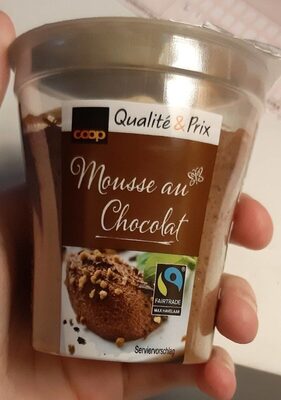 coop
Qualité & Prix
Mousse au
Chocolat
FAIRTRADE
MAX HAVELAAR
Serviervorschlag